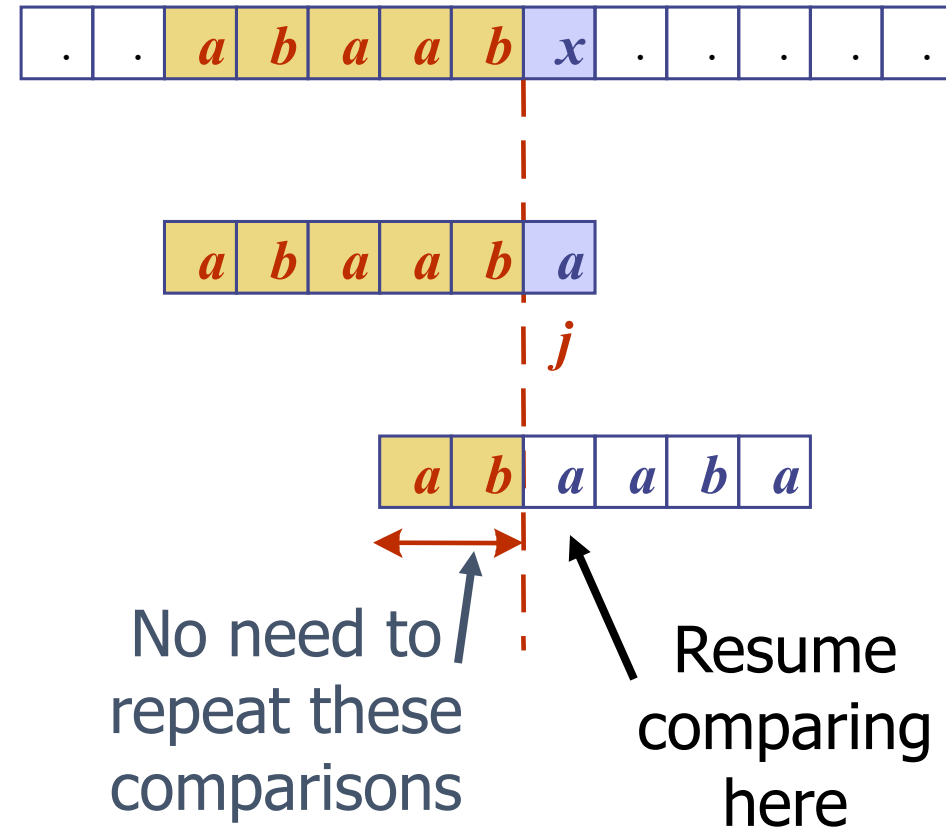 . . a b a a b x . . . . .
a b a a b a
j
a b a a b a
No need to
repeat these
comparisons
Resume
comparing
here